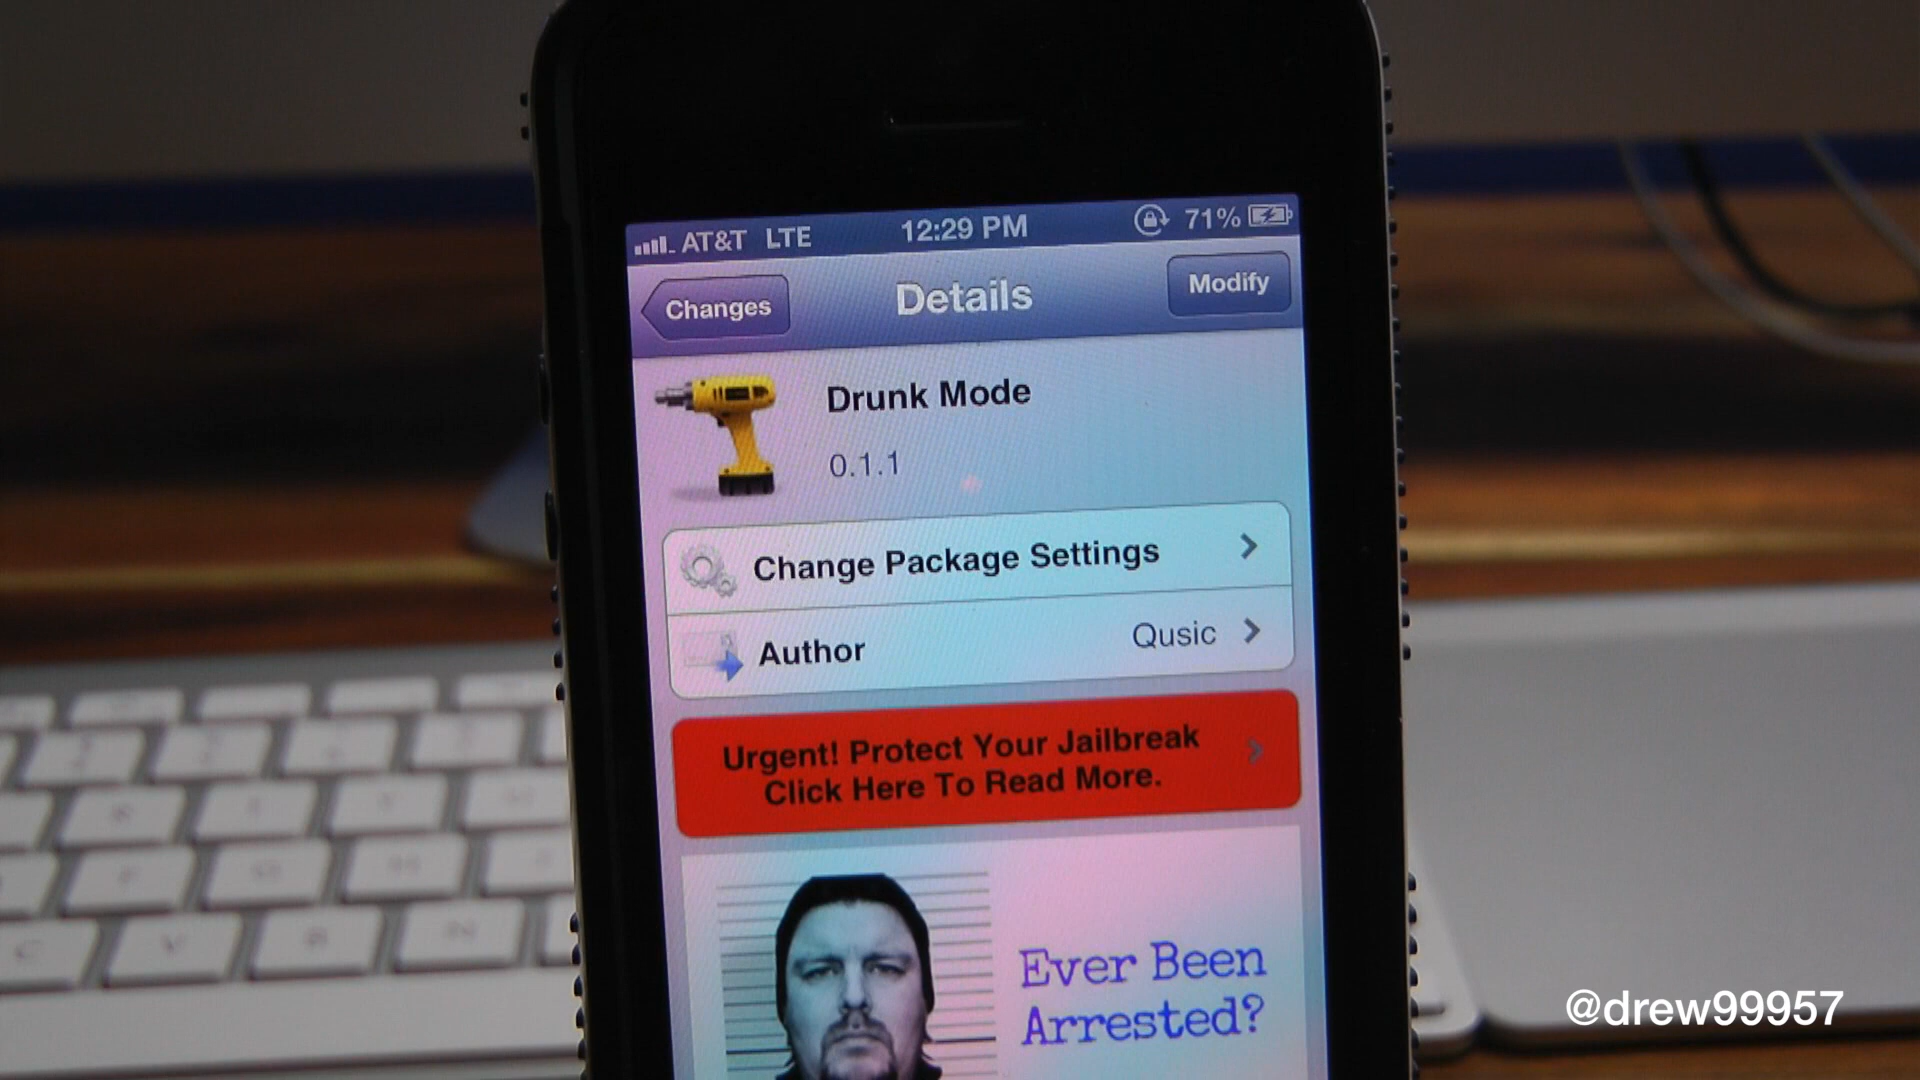 AT&T LTE 12:29 PM 71%
Changes Details Modify
Drunk Mode
0.1.1
Change Package Settings
Author Qusic
Urgent! Protect Your Jailbreak
Click Here To Read More.
Ever Been
Arrested?
@drew99957